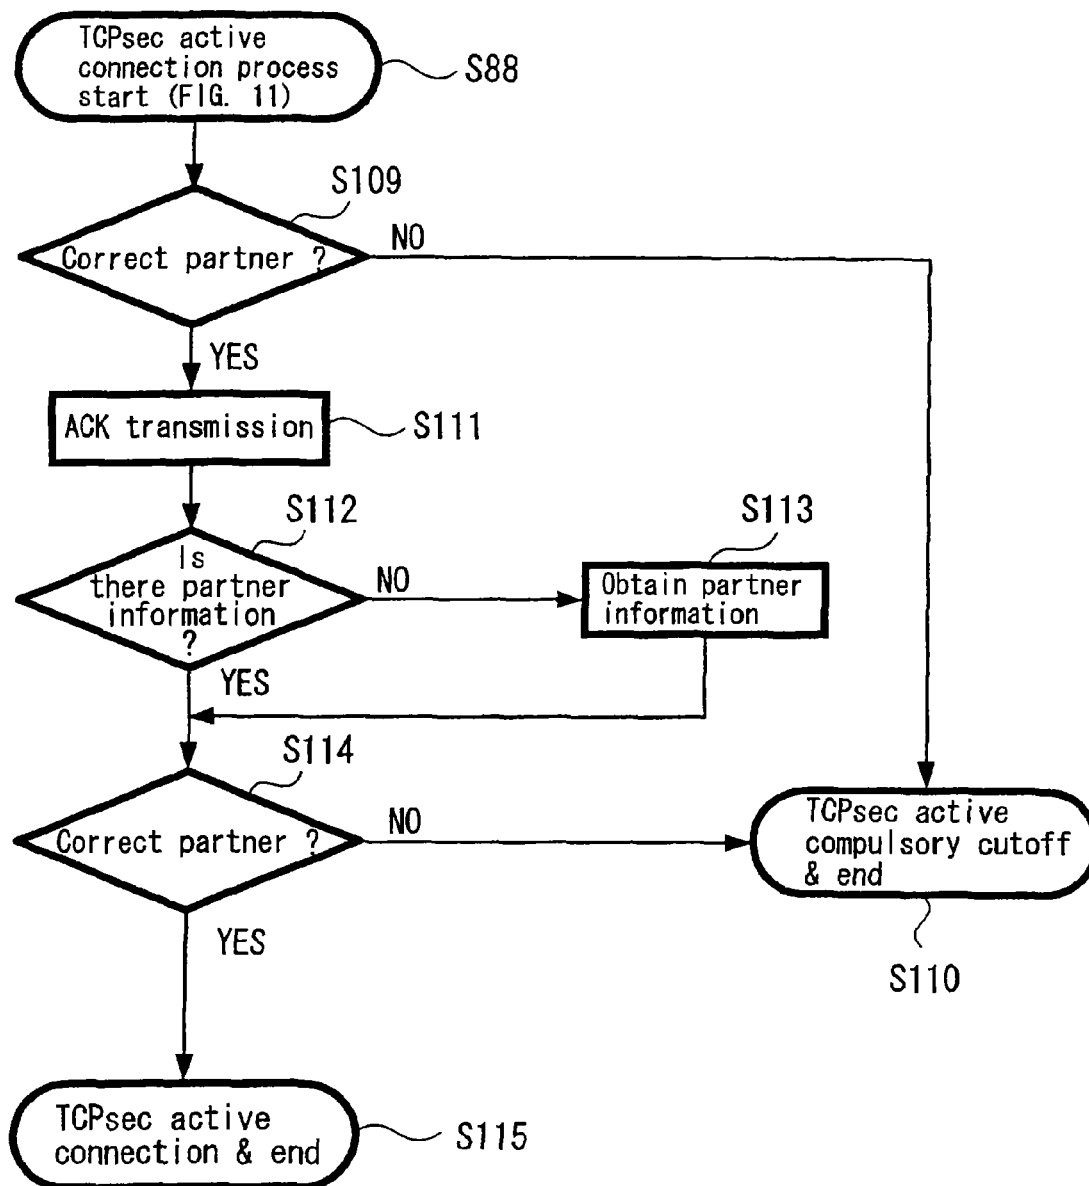 TCPsec active
connection process
start (FIG. 11)
S88
S109
Correct partner ?
NO
YES
ACK transmission
S111
S112
Is
there partner
information
?
NO
YES
S113
Obtain partner
information
S114
Correct partner ?
NO
YES
TCPsec active
compulsory cutoff
& end
S110
TCPsec active
connection & end
S115